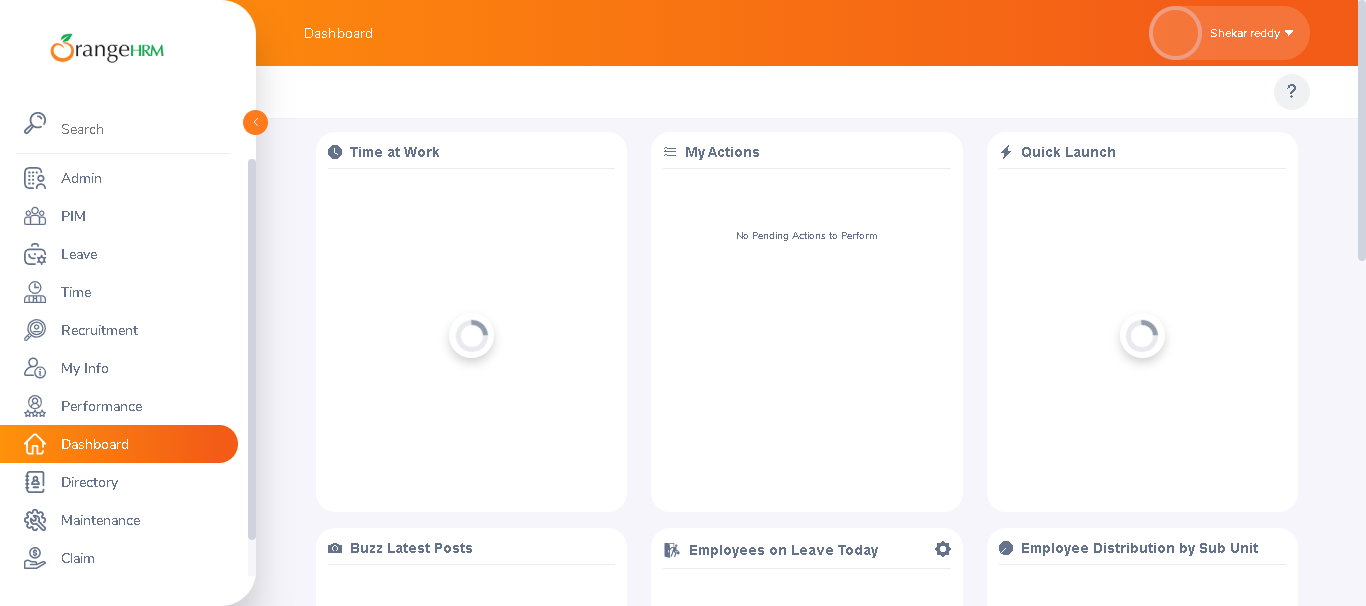 OrangeHRM
Dashboard
Shekar reddy
?
Search
Admin
PIM
Leave
Time
Recruitment
My Info
Performance
Dashboard
Directory
Maintenance
Claim
Time at Work
My Actions
Quick Launch
No Pending Actions to Perform
Buzz Latest Posts
Employees on Leave Today
Employee Distribution by Sub Unit